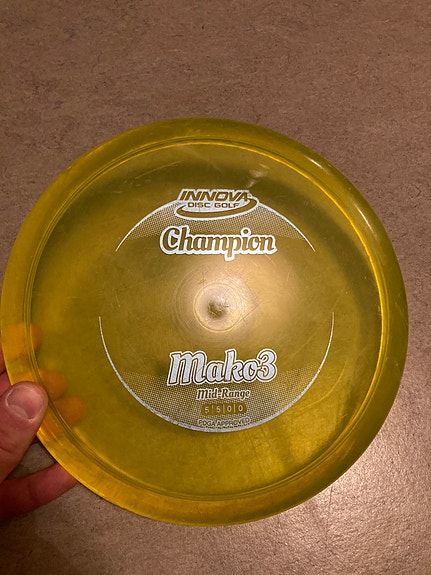 INNOVA
DISC GOLF
Champion
Mako3
Mid-Range
5 5 0 0
PDGA APPROVED